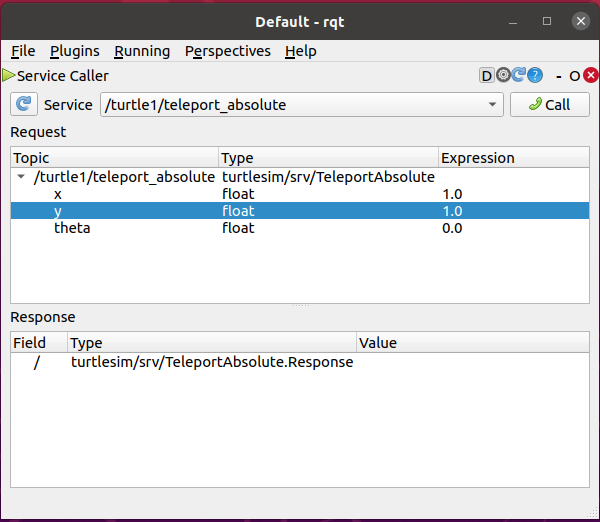 Default - rqt
File Plugins Running Perspectives Help
Service Caller D ? - O
Service /turtle1/teleport_absolute Call
Request
Topic Type Expression
/turtle1/teleport_absolute turtlesim/srv/TeleportAbsolute
x float 1.0
y float 1.0
theta float 0.0
Response
Field Type Value
/ turtlesim/srv/TeleportAbsolute.Response